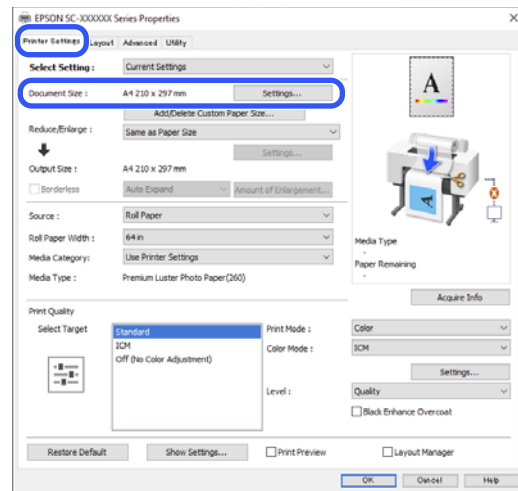 EPSON SC-XXXXXX Series Properties
Printer Settings Layout Advanced Utility
Select Setting : Current Settings
Document Size : A4 210 x 297 mm Settings...
Add/Delete Custom Paper Size...
Reduce/Enlarge : Same as Paper Size
Settings...
Output Size : A4 210 x 297 mm
Borderless Auto Expand Amount of Enlargement...
Source : Roll Paper
Roll Paper Width : 64 in
Media Category: Use Printer Settings
Media Type : Premium Luster Photo Paper(260)
A
A
Media Type
-
Paper Remaining
-
Acquire Info
Print Quality
Select Target Standard
ICM
Off (No Color Adjustment)
Print Mode : Color
Color Mode : ICM
Settings...
Level : Quality
Black Enhance Overcoat
Restore Default Show Settings... Print Preview Layout Manager
OK Cancel Help